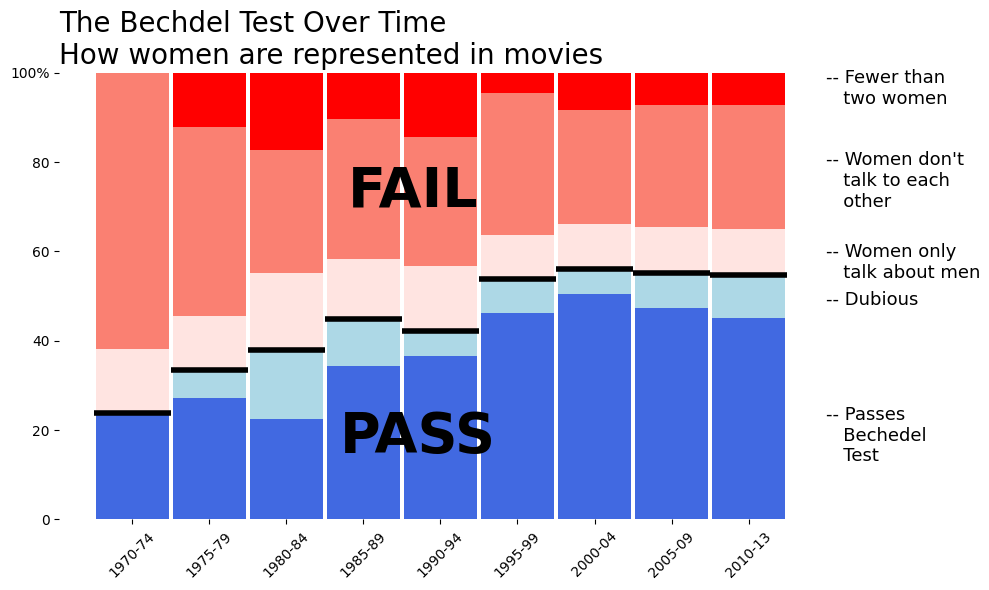 The Bechdel Test Over Time
How women are represented in movies
100%
80
60
40
20
0
FAIL
PASS
1970-74
1975-79
1980-84
1985-89
1990-94
1995-99
2000-04
2005-09
2010-13
-- Fewer than
two women
-- Women don't
talk to each
other
-- Women only
talk about men
-- Dubious
-- Passes
Bechedel
Test